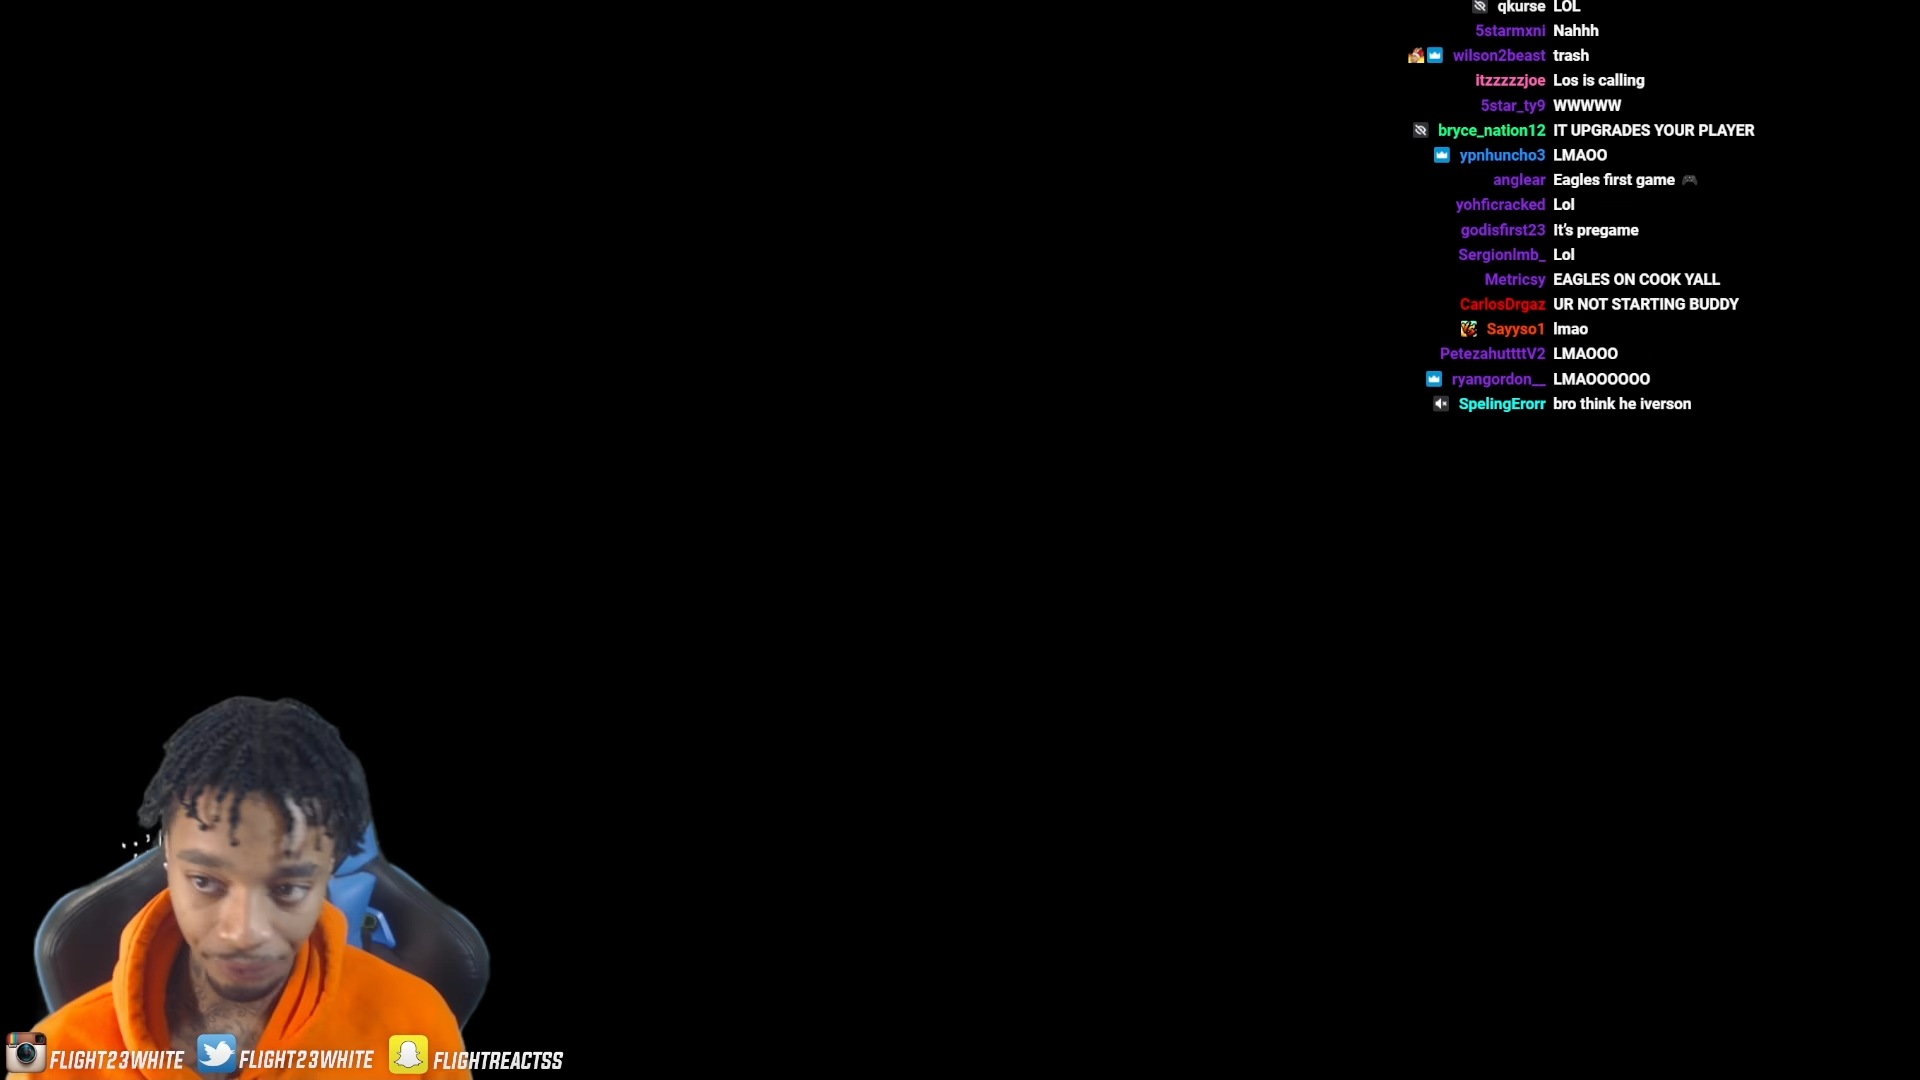 qkurse LOL
5starmxni Nahhh
wilson2beast trash
itzzzzzjoe Los is calling
5star_ty9 WWWWW
bryce_nation12 IT UPGRADES YOUR PLAYER
ypnhuncho3 LMAOO
anglear Eagles first game 🎮
yohficracked Lol
godisfirst23 It's pregame
Sergionlmb_ Lol
Metricsy EAGLES ON COOK YALL
CarlosDrgaz UR NOT STARTING BUDDY
Sayyso1 lmao
PetezahuttttV2 LMAOOO
ryangordon__ LMAOOOOOO
SpelingErorr bro think he iverson
FLIGHT23WHITE FLIGHT23WHITE FLIGHTREACTSS